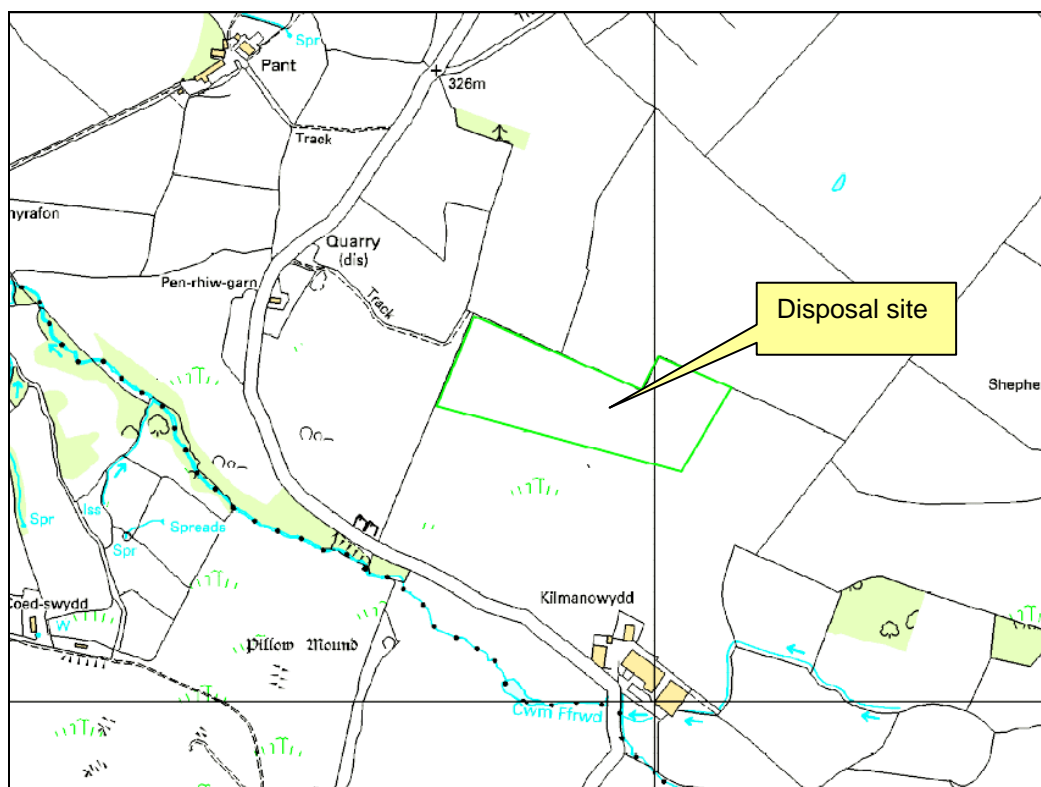 Spr
Pant
326m
Track
nyrafon
Quarry
(dis)
Pen-rhiw-garn
Track
Disposal site
Shephe
Iss
Spreads
Spr
Spr
Kilmanowydd
Coed-swydd
W
Pillow Mound
Cwm Ffrwd